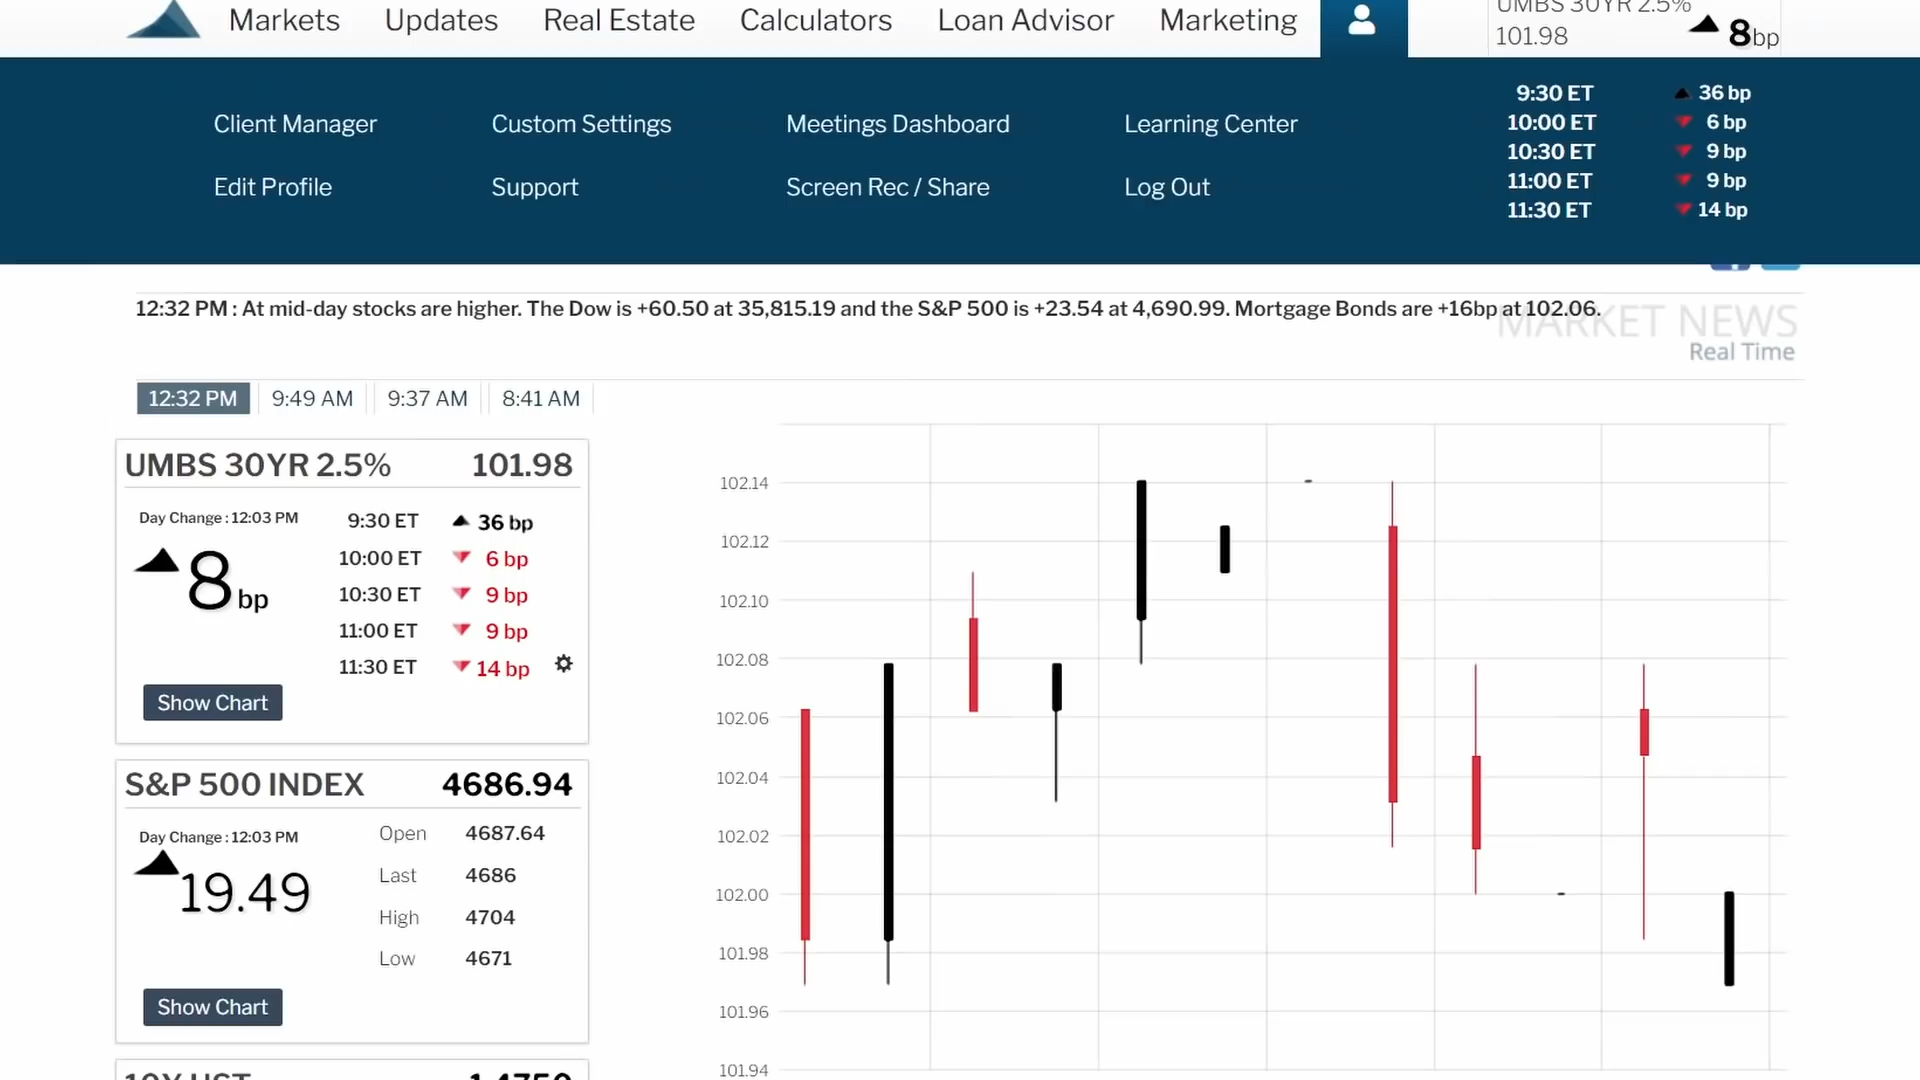 Markets Updates Real Estate Calculators Loan Advisor Marketing
UMBS 30YR 2.5%
101.98 8bp
Client Manager Custom Settings Meetings Dashboard Learning Center
Edit Profile Support Screen Rec / Share Log Out
9:30 ET 36 bp
10:00 ET 6 bp
10:30 ET 9 bp
11:00 ET 9 bp
11:30 ET 14 bp
12:32 PM : At mid-day stocks are higher. The Dow is +60.50 at 35,815.19 and the S&P 500 is +23.54 at 4,690.99. Mortgage Bonds are +16bp at 102.06.
MARKET NEWS
Real Time
12:32 PM 9:49 AM 9:37 AM 8:41 AM
UMBS 30YR 2.5% 101.98
Day Change : 12:03 PM
8 bp
9:30 ET 36 bp
10:00 ET 6 bp
10:30 ET 9 bp
11:00 ET 9 bp
11:30 ET 14 bp
Show Chart
S&P 500 INDEX 4686.94
Day Change : 12:03 PM
19.49
Open 4687.64
Last 4686
High 4704
Low 4671
Show Chart
10Y UST 1.4750
102.14
102.12
102.10
102.08
102.06
102.04
102.02
102.00
101.98
101.96
101.94